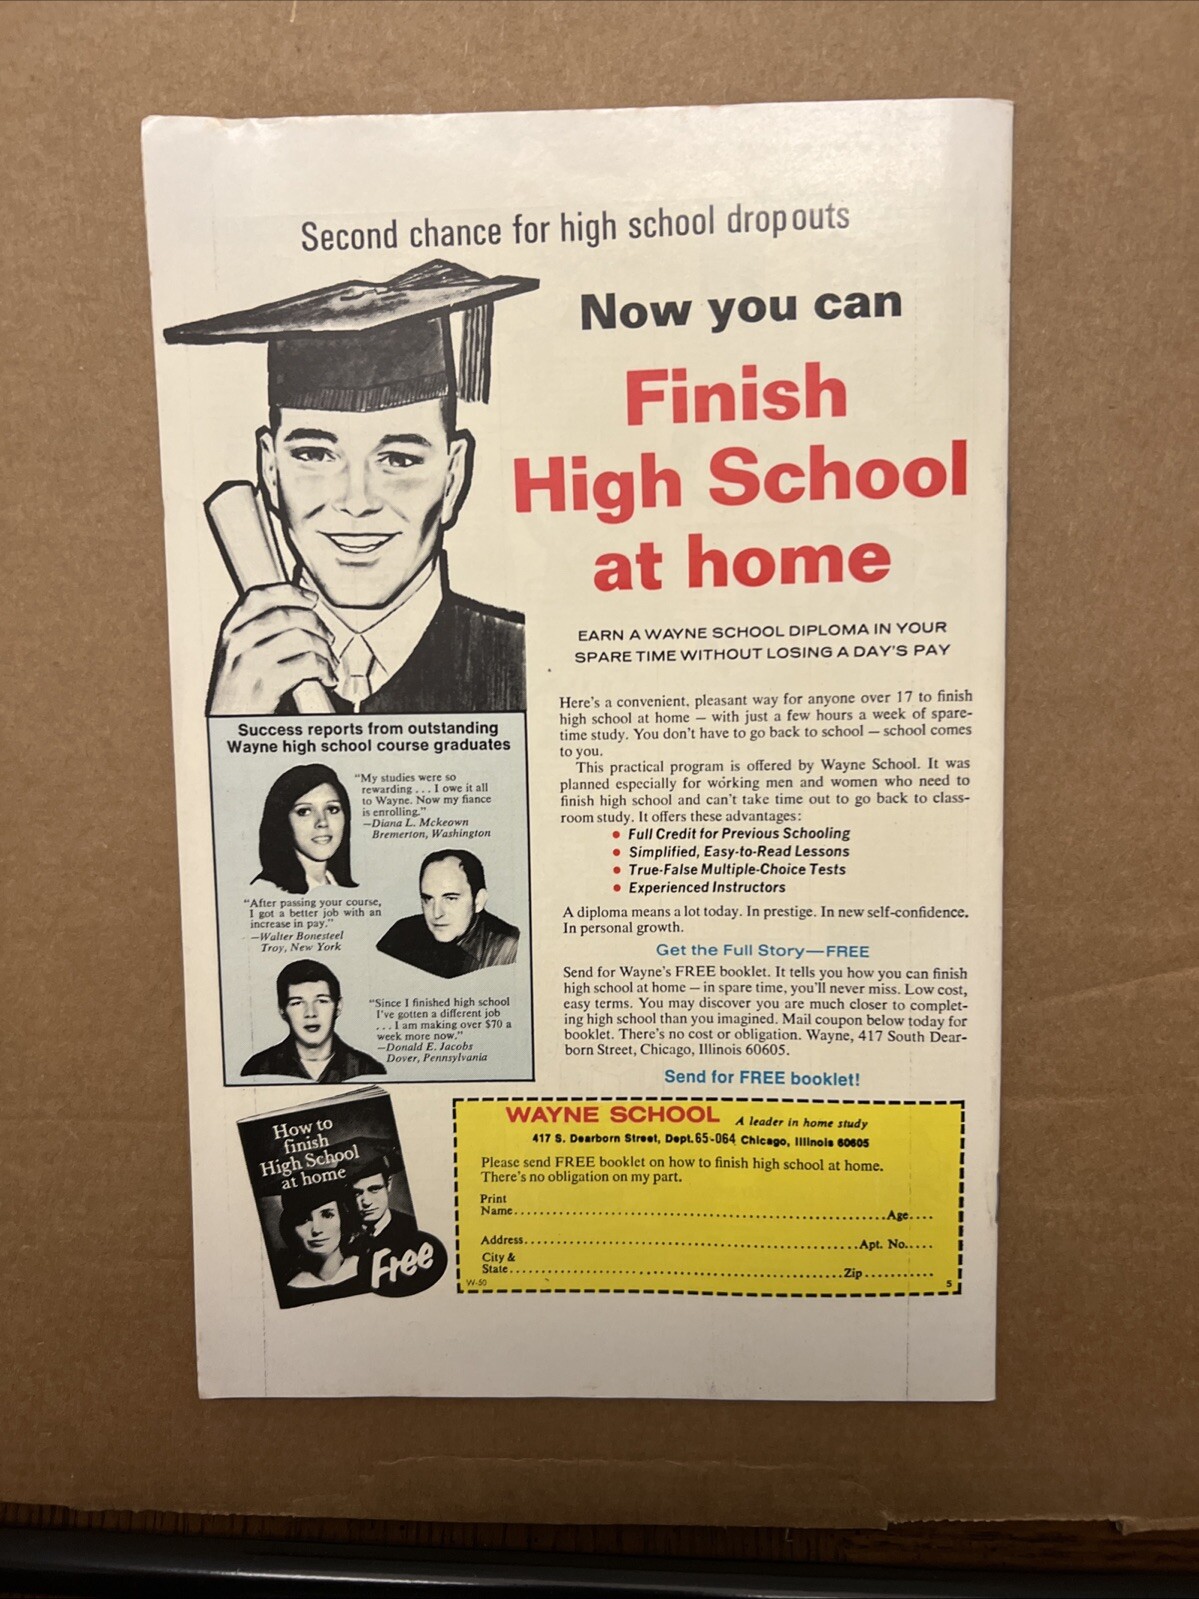 Second chance for high school dropouts
Now you can
Finish
High School
at home
EARN A WAYNE SCHOOL DIPLOMA IN YOUR
SPARE TIME WITHOUT LOSING A DAY'S PAY
Here's a convenient, pleasant way for anyone over 17 to finish
high school at home — with just a few hours a week of spare-
time study. You don't have to go back to school — school comes
to you.
This practical program is offered by Wayne School. It was
planned especially for working men and women who need to
finish high school and can't take time out to go back to class-
room study. It offers these advantages:
• Full Credit for Previous Schooling
• Simplified, Easy-to-Read Lessons
• True-False Multiple-Choice Tests
• Experienced Instructors
A diploma means a lot today. In prestige. In new self-confidence.
In personal growth.
Get the Full Story—FREE
Send for Wayne's FREE booklet. It tells you how you can finish
high school at home — in spare time, you'll never miss. Low cost,
easy terms. You may discover you are much closer to complet-
ing high school than you imagined. Mail coupon below today for
booklet. There's no cost or obligation. Wayne, 417 South Dear-
born Street, Chicago, Illinois 60605.
Send for FREE booklet!
Success reports from outstanding
Wayne high school course graduates
"My studies were so
rewarding . . . I owe it all
to Wayne. Now my fiance
is enrolling."
—Diana L. Mckeown
Bremerton, Washington
"After passing your course,
I got a better job with an
increase in pay."
—Walter Bonesteel
Troy, New York
"Since I finished high school
I've gotten a different job
. . . I am making over $70 a
week more now."
—Donald E. Jacobs
Dover, Pennsylvania
How to
finish
High School
at home
Free
WAYNE SCHOOL A leader in home study
417 S. Dearborn Street, Dept. 65-064 Chicago, Illinois 60605
Please send FREE booklet on how to finish high school at home.
There's no obligation on my part.
Print
Name.....Age....
Address.....Apt. No.....
City &
State.....Zip..........
W-50 5